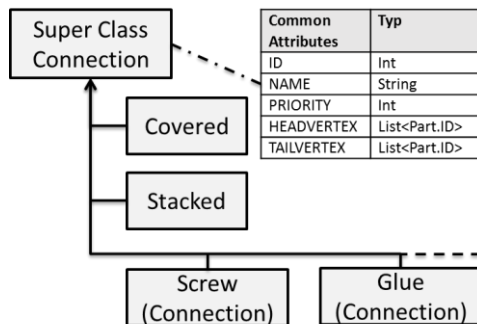 Super Class
Connection
Common Attributes Typ
ID Int
NAME String
PRIORITY Int
HEADVERTEX List<Part.ID>
TAILVERTEX List<Part.ID>
Covered
Stacked
Screw
(Connection)
Glue
(Connection)